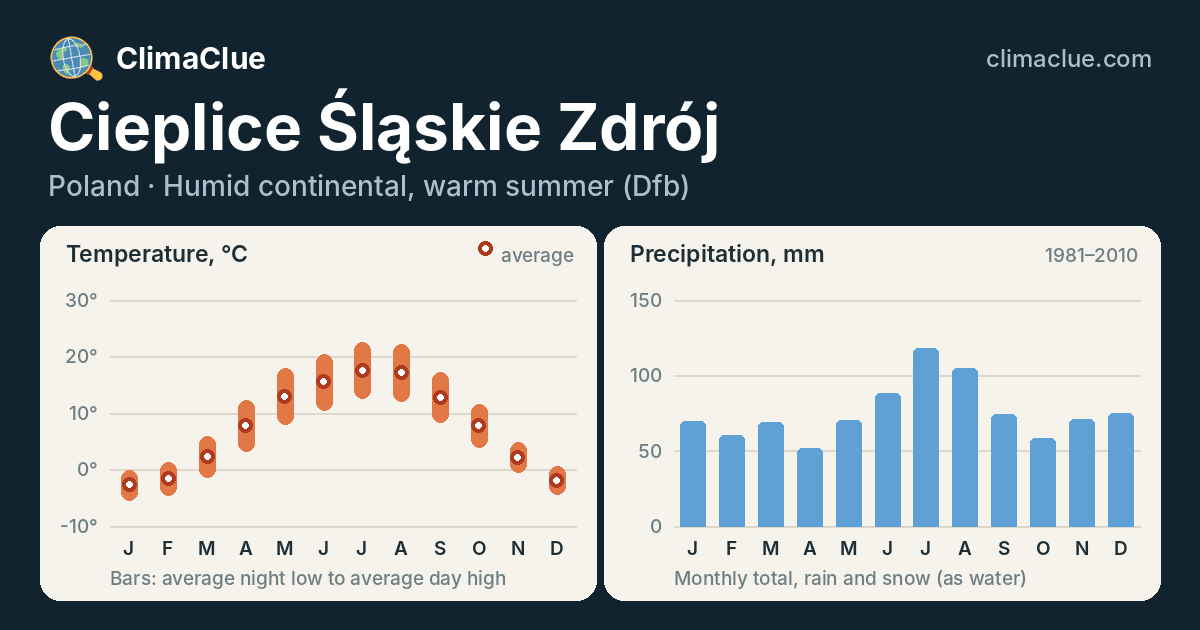 ClimaClue
climaclue.com
Cieplice Śląskie Zdrój
Poland · Humid continental, warm summer (Dfb)
Temperature, °C
average
30°
20°
10°
0°
-10°
J F M A M J J A S O N D
Bars: average night low to average day high
Precipitation, mm
1981–2010
150
100
50
0
J F M A M J J A S O N D
Monthly total, rain and snow (as water)